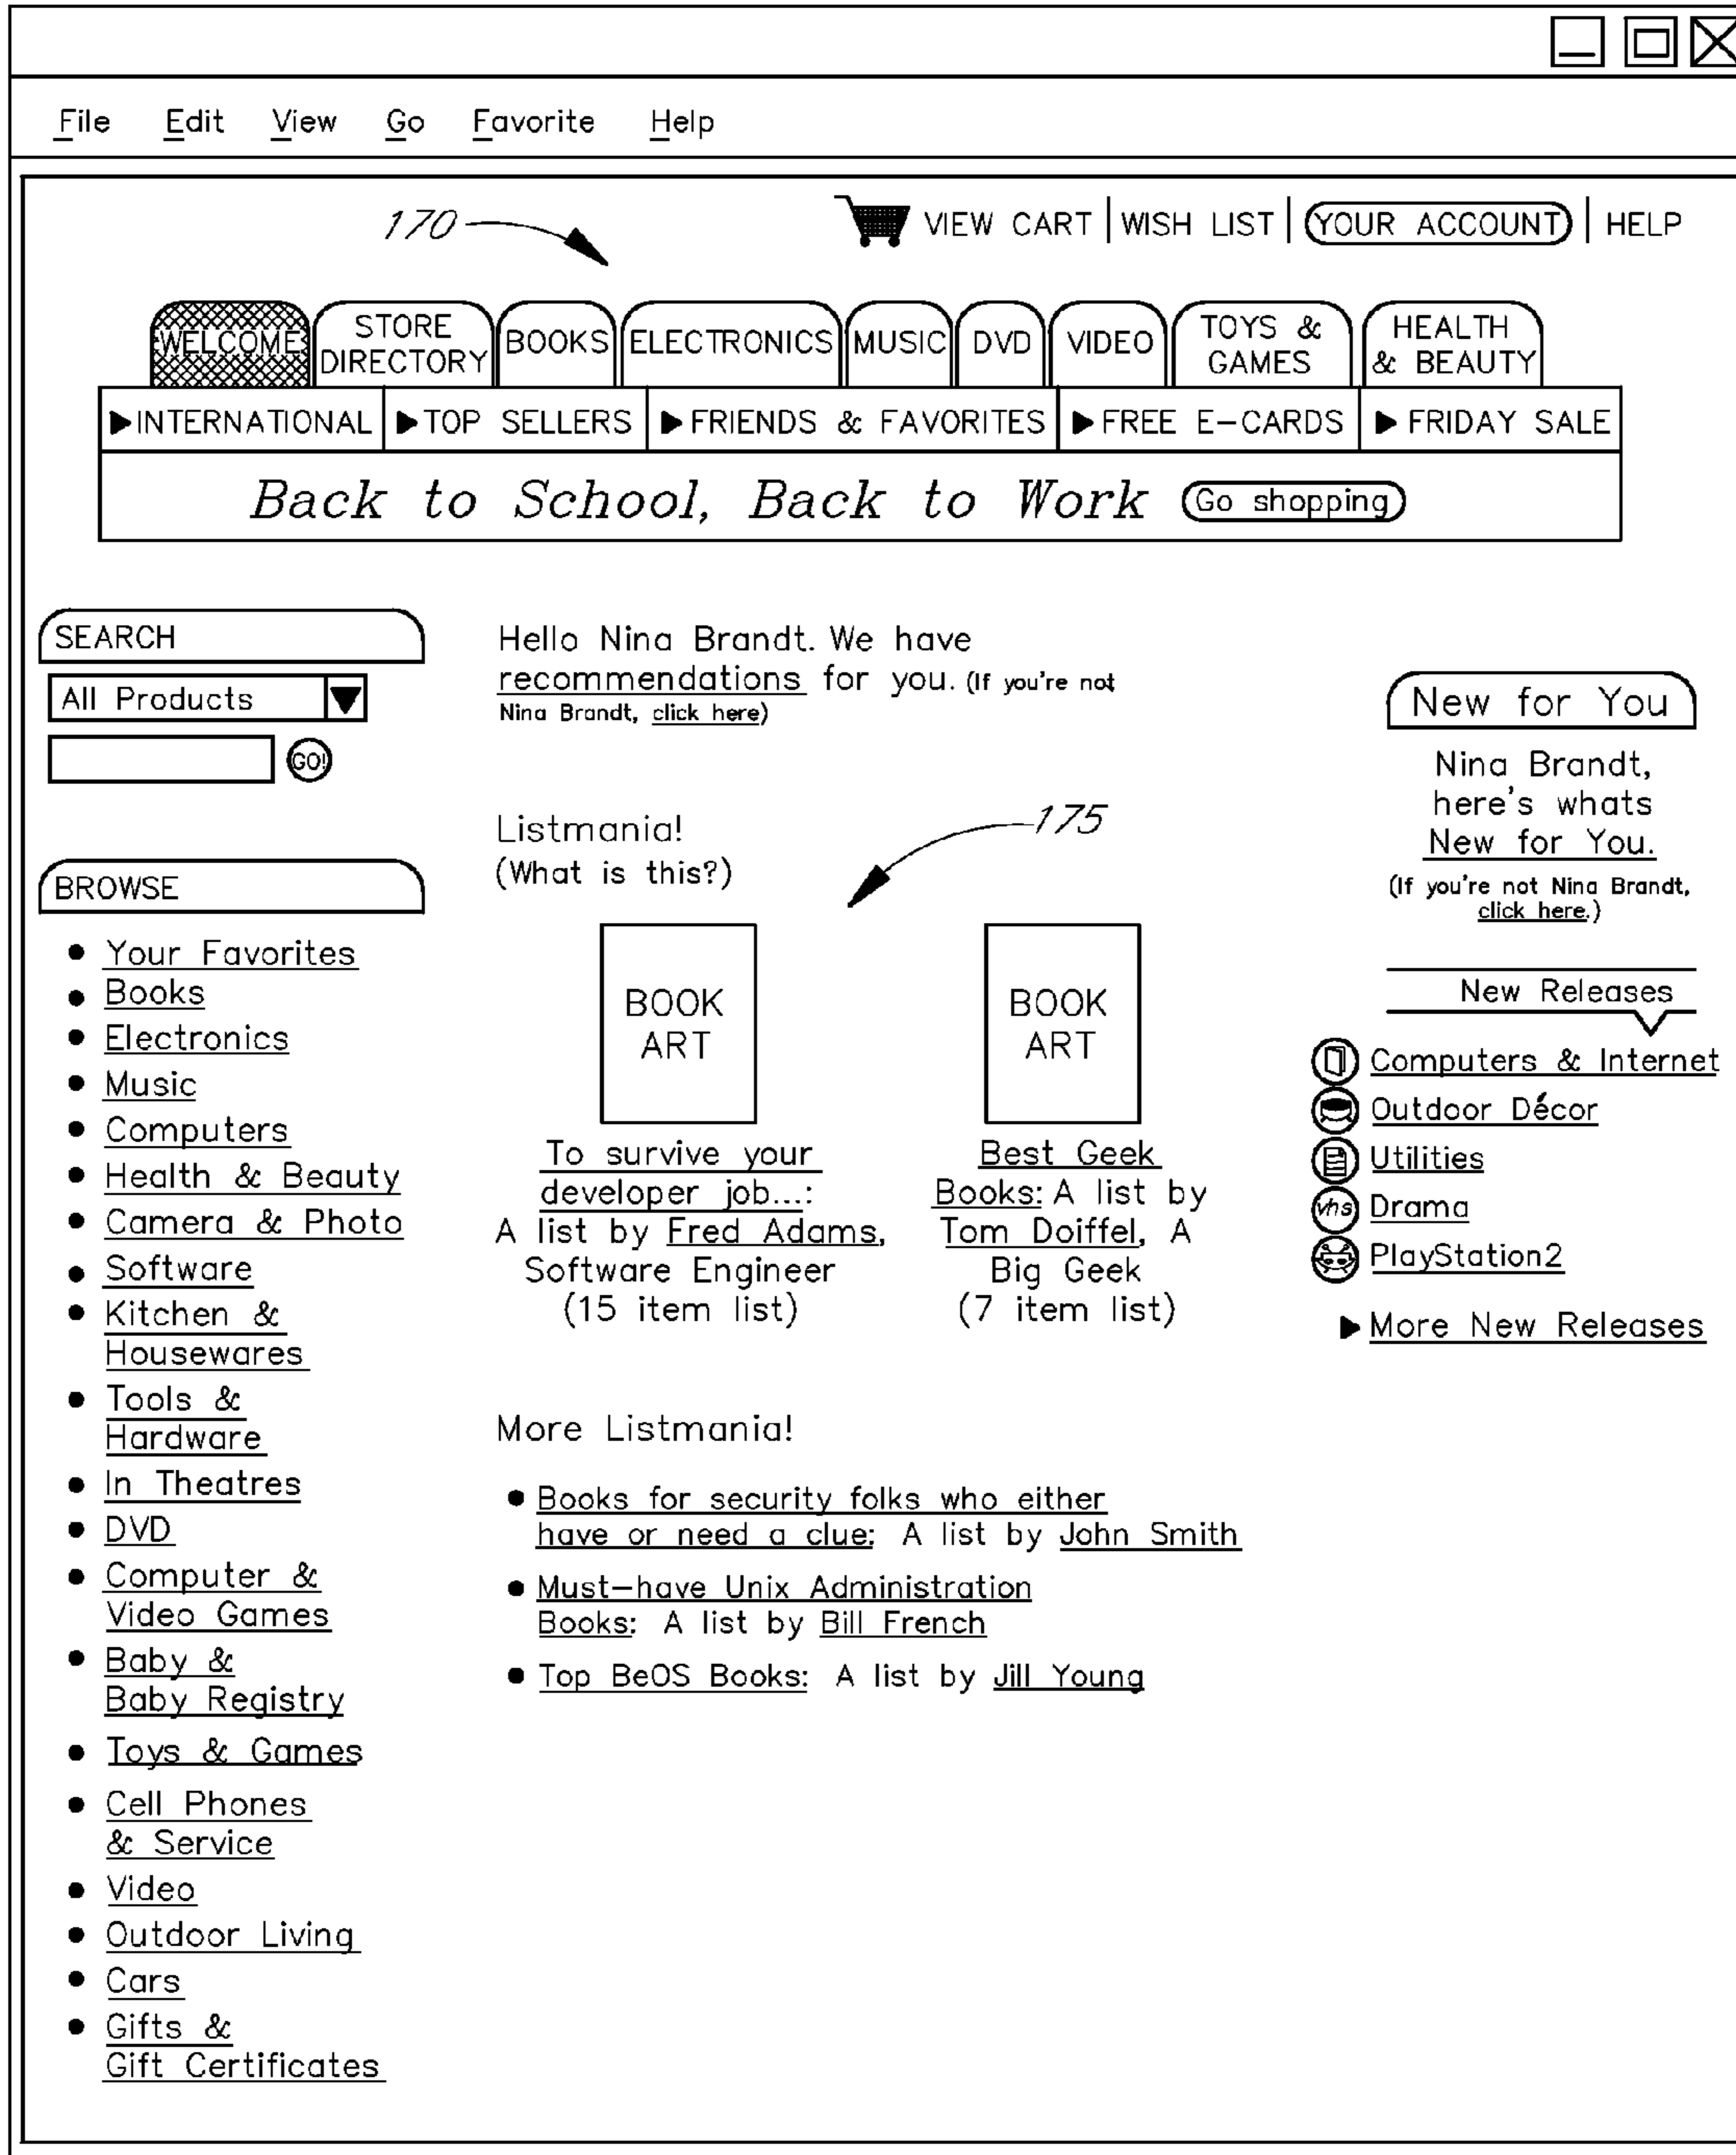 File Edit View Go Favorite Help
170
VIEW CART | WISH LIST | YOUR ACCOUNT | HELP
WELCOME
STORE
DIRECTORY
BOOKS
ELECTRONICS
MUSIC
DVD
VIDEO
TOYS &
GAMES
HEALTH
& BEAUTY
INTERNATIONAL
TOP SELLERS
FRIENDS & FAVORITES
FREE E-CARDS
FRIDAY SALE
Back to School, Back to Work Go shopping
SEARCH
All Products
GO!
BROWSE
Your Favorites
Books
Electronics
Music
Computers
Health & Beauty
Camera & Photo
Software
Kitchen &
Housewares
Tools &
Hardware
In Theatres
DVD
Computer &
Video Games
Baby &
Baby Registry
Toys & Games
Cell Phones
& Service
Video
Outdoor Living
Cars
Gifts &
Gift Certificates
Hello Nina Brandt. We have
recommendations for you. (If you're not
Nina Brandt, click here)
Listmania!
(What is this?)
175
BOOK
ART
To survive your
developer job...:
A list by Fred Adams,
Software Engineer
(15 item list)
BOOK
ART
Best Geek
Books: A list by
Tom Doiffel, A
Big Geek
(7 item list)
More Listmania!
Books for security folks who either
have or need a clue: A list by John Smith
Must-have Unix Administration
Books: A list by Bill French
Top BeOS Books: A list by Jill Young
New for You
Nina Brandt,
here's whats
New for You.
(If you're not Nina Brandt,
click here.)
New Releases
Computers & Internet
Outdoor Décor
Utilities
vhs Drama
PlayStation2
More New Releases